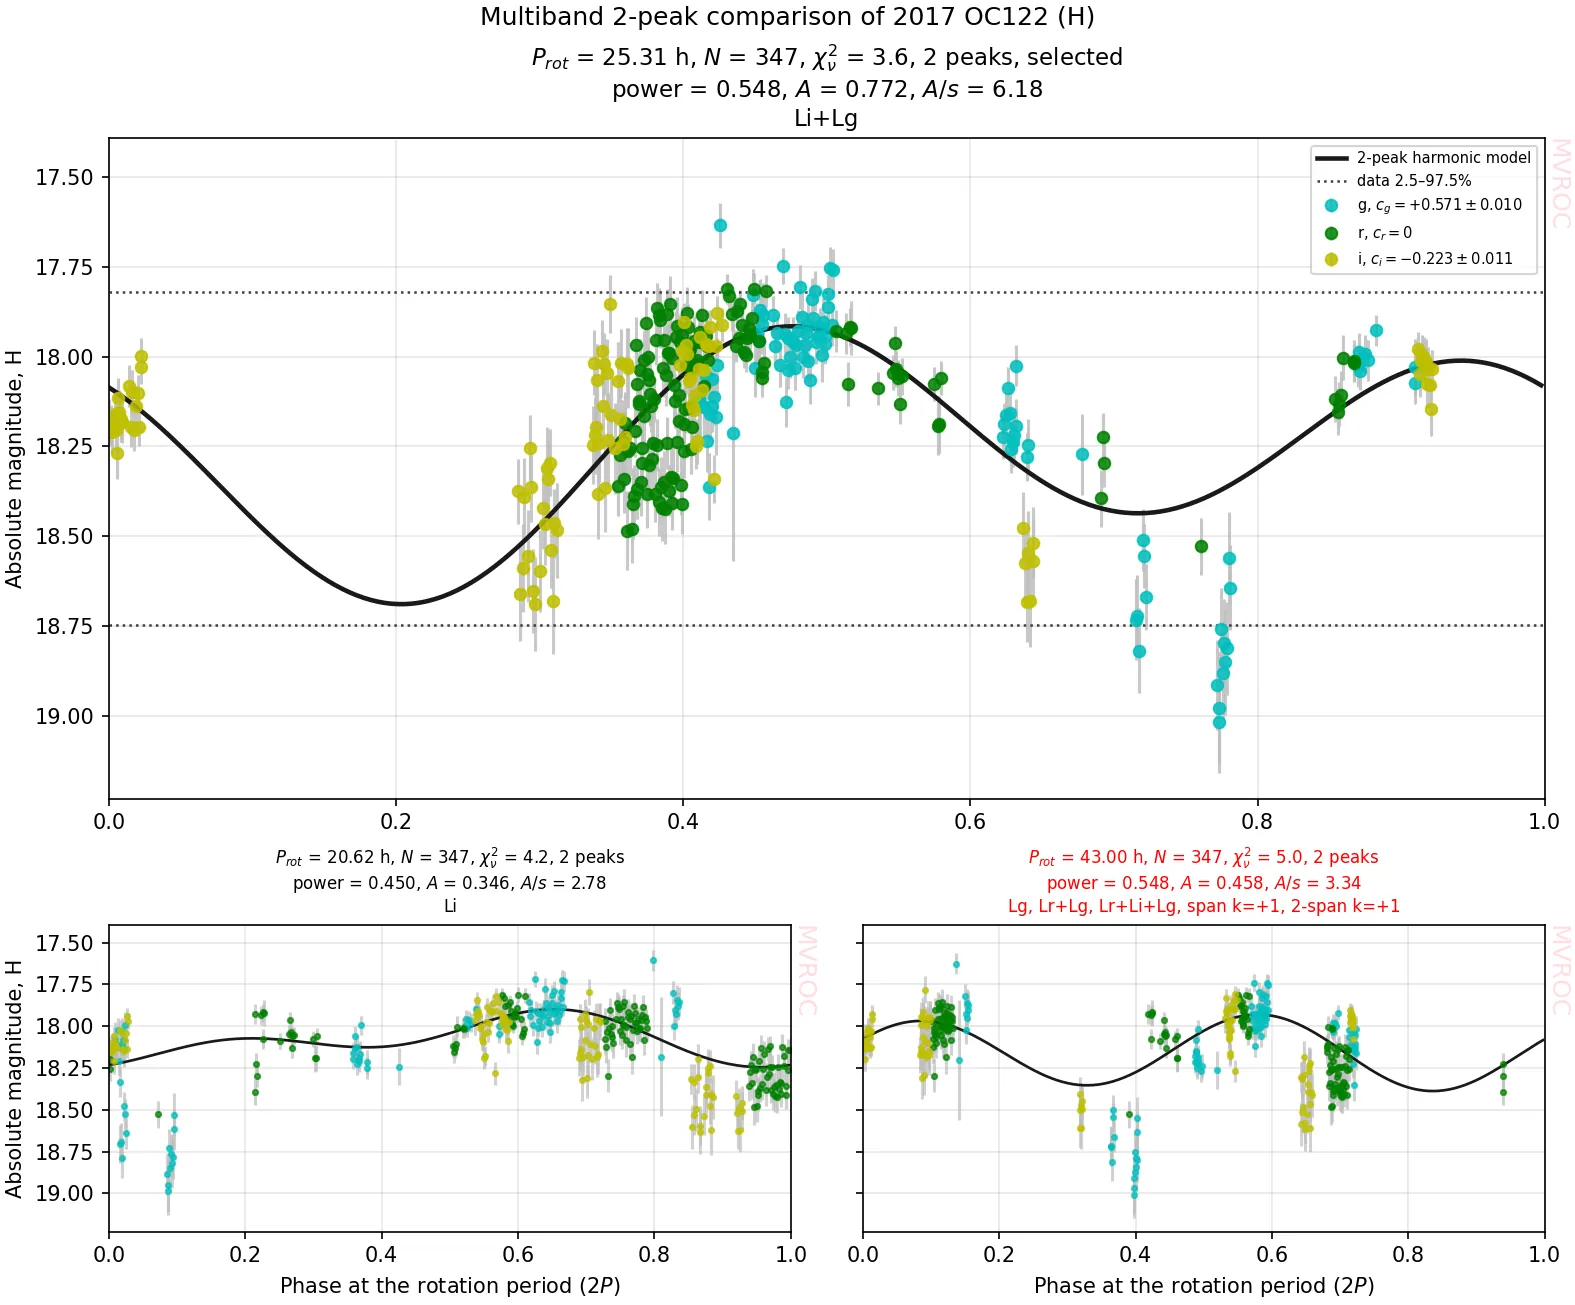 Multiband 2-peak comparison of 2017 OC122 (H)
P_rot = 25.31 h, N = 347, χ²_ν = 3.6, 2 peaks, selected
power = 0.548, A = 0.772, A/s = 6.18
Li+Lg
MVROC
2-peak harmonic model
data 2.5–97.5%
g, c_g = +0.571 ± 0.010
r, c_r = 0
i, c_i = −0.223 ± 0.011
Absolute magnitude, H
17.50
17.75
18.00
18.25
18.50
18.75
19.00
0.0 0.2 0.4 0.6 0.8 1.0
P_rot = 20.62 h, N = 347, χ²_ν = 4.2, 2 peaks
power = 0.450, A = 0.346, A/s = 2.78
Li
MVROC
Absolute magnitude, H
17.50
17.75
18.00
18.25
18.50
18.75
19.00
0.0 0.2 0.4 0.6 0.8 1.0
Phase at the rotation period (2P)
P_rot = 43.00 h, N = 347, χ²_ν = 5.0, 2 peaks
power = 0.548, A = 0.458, A/s = 3.34
Lg, Lr+Lg, Lr+Li+Lg, span k=+1, 2-span k=+1
MVROC
0.0 0.2 0.4 0.6 0.8 1.0
Phase at the rotation period (2P)